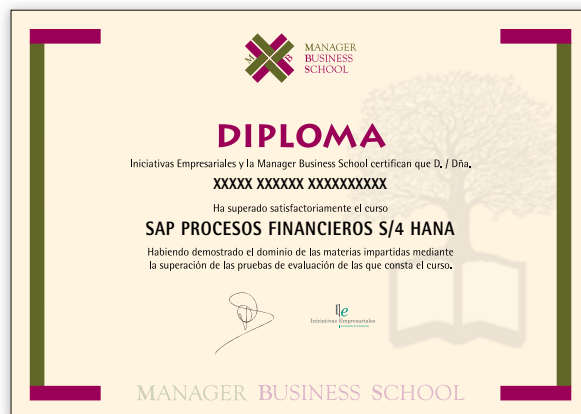 M B
MANAGER
BUSINESS
SCHOOL
DIPLOMA
Iniciativas Empresariales y la Manager Business School certifican que D. / Dña.
XXXXX XXXXXX XXXXXXXXXX
Ha superado satisfactoriamente el curso
SAP PROCESOS FINANCIEROS S/4 HANA
Habiendo demostrado el dominio de las materias impartidas mediante
la superación de las pruebas de evaluación de las que consta el curso.
Iniciativas Empresariales
MANAGER BUSINESS SCHOOL